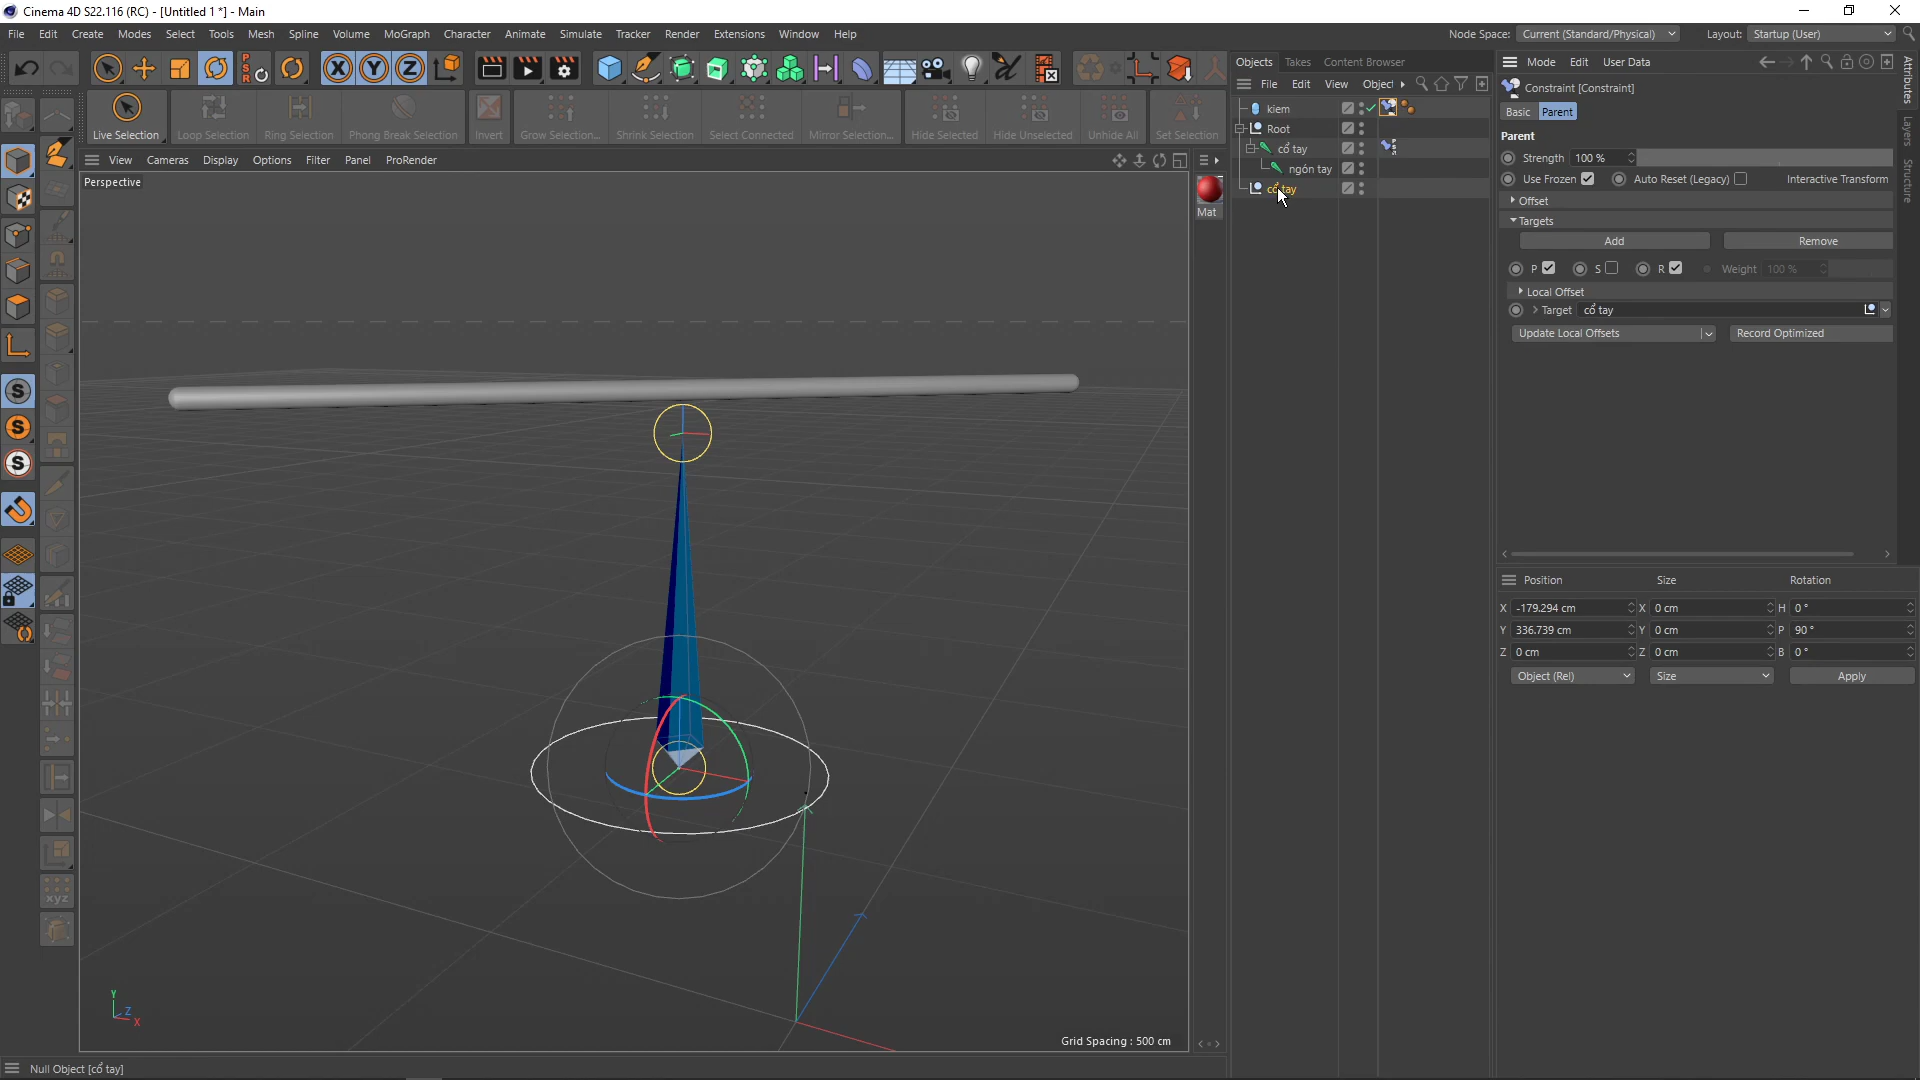 Cinema 4D S22.116 (RC) - [Untitled 1 *] - Main
File Edit Create Modes Select Tools Mesh Spline Volume MoGraph Character Animate Simulate Tracker Render Extensions Window Help
Node Space: Current (Standard/Physical) Layout: Startup (User)
PSR X Y Z
Live Selection Loop Selection Ring Selection Phong Break Selection Invert Grow Selection... Shrink Selection Select Connected Mirror Selection... Hide Selected Hide Unselected Unhide All Set Selection
View Cameras Display Options Filter Panel ProRender
Perspective
S
S
S
xyz
Y
Z
X
Grid Spacing : 500 cm
Null Object [cổ tay]
Mat
Objects Takes Content Browser
File Edit View Object
kiem
Root
cổ tay
ngón tay
cổ tay
Mode Edit User Data
Constraint [Constraint]
Basic Parent
Parent
Strength 100 %
Use Frozen Auto Reset (Legacy) Interactive Transform
Offset
Targets
Add Remove
P S R Weight 100 %
Local Offset
Target cổ tay
Update Local Offsets Record Optimized
Position Size Rotation
X -179.294 cm X 0 cm H 0 °
Y 336.739 cm Y 0 cm P 90 °
Z 0 cm Z 0 cm B 0 °
Object (Rel) Size Apply
Attributes
Layers
Structure